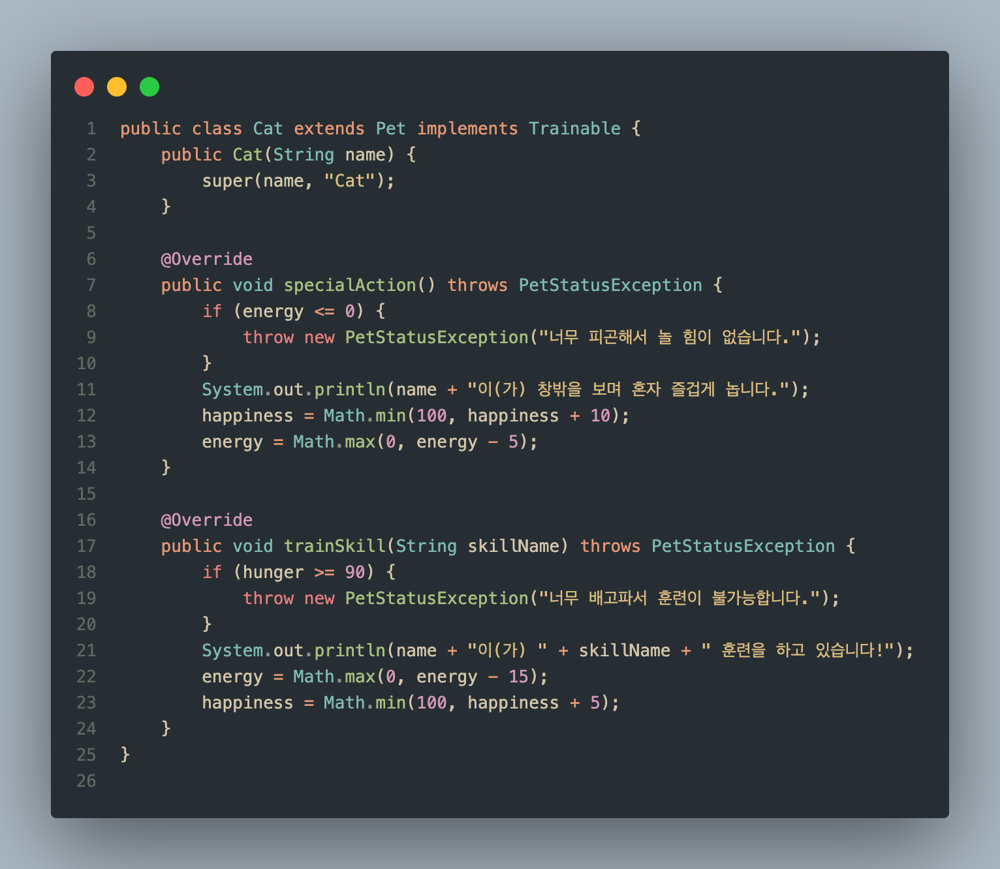 1 public class Cat extends Pet implements Trainable {
2     public Cat(String name) {
3         super(name, "Cat");
4     }
5
6     @Override
7     public void specialAction() throws PetStatusException {
8         if (energy <= 0) {
9             throw new PetStatusException("너무 피곤해서 놀 힘이 없습니다.");
10         }
11         System.out.println(name + "이(가) 창밖을 보며 혼자 즐겁게 놉니다.");
12         happiness = Math.min(100, happiness + 10);
13         energy = Math.max(0, energy - 5);
14     }
15
16     @Override
17     public void trainSkill(String skillName) throws PetStatusException {
18         if (hunger >= 90) {
19             throw new PetStatusException("너무 배고파서 훈련이 불가능합니다.");
20         }
21         System.out.println(name + "이(가) " + skillName + " 훈련을 하고 있습니다!");
22         energy = Math.max(0, energy - 15);
23         happiness = Math.min(100, happiness + 5);
24     }
25 }
26